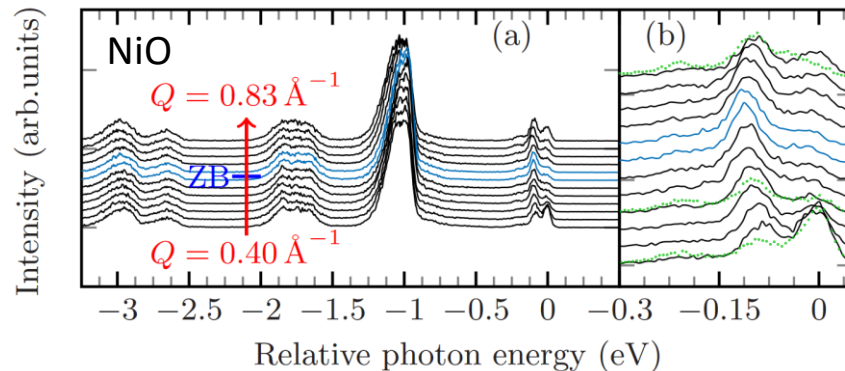 NiO
(a)
(b)
Q = 0.83 Å⁻¹
ZB
Q = 0.40 Å⁻¹
Intensity (arb.units)
−3 −2.5 −2 −1.5 −1 −0.5 0 −0.3 −0.15 0
Relative photon energy (eV)